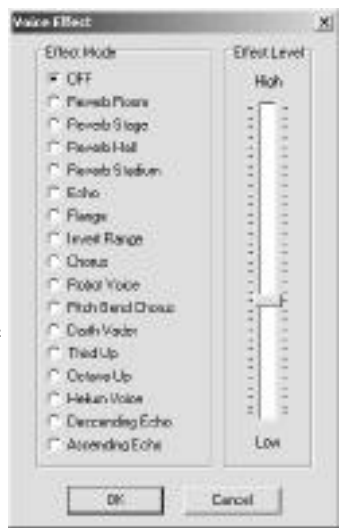 Voice Effect
Effect Mode
OFF
Reverb Room
Reverb Stage
Reverb Hall
Reverb Stadium
Echo
Flange
Invert Flange
Chorus
Robot Voice
Pitch Bend Chorus
Darth Vader
Third Up
Octave Up
Helium Voice
Descending Echo
Ascending Echo
Effect Level
High
Low
OK
Cancel